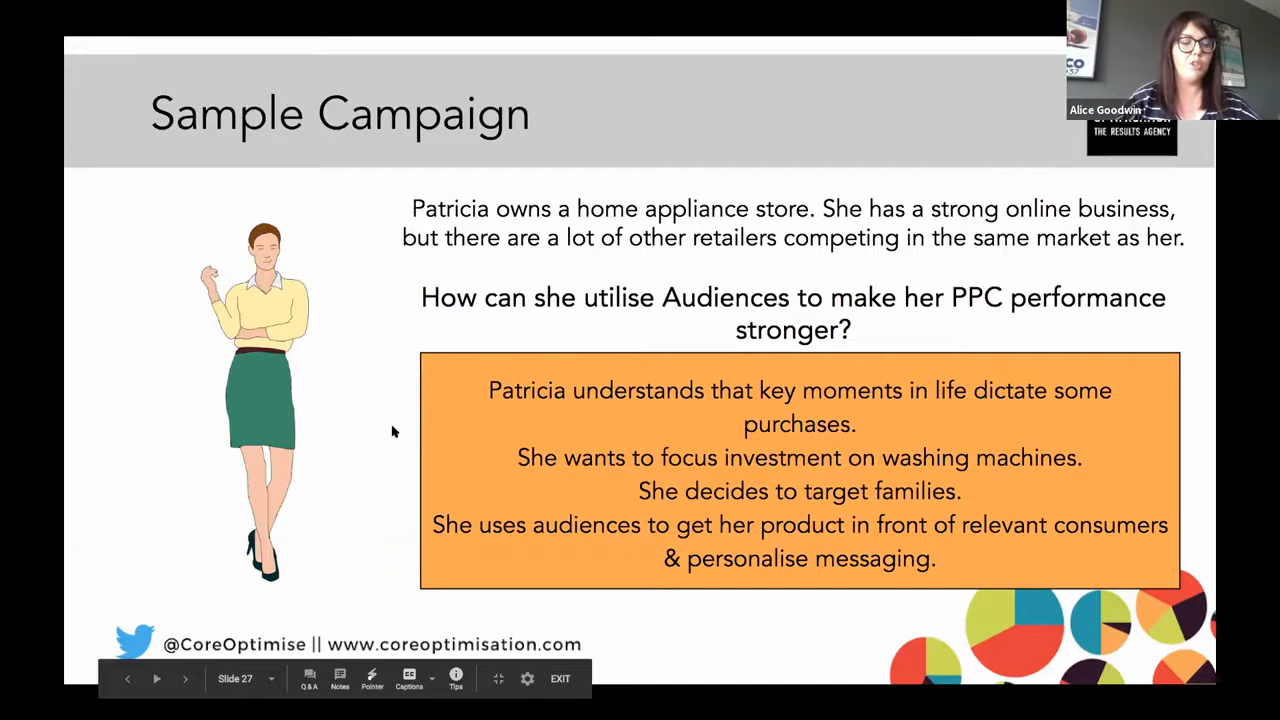 CO
37
Alice Goodwin
THE RESULTS AGENCY
Sample Campaign
Patricia owns a home appliance store. She has a strong online business,
but there are a lot of other retailers competing in the same market as her.
How can she utilise Audiences to make her PPC performance
stronger?
Patricia understands that key moments in life dictate some
purchases.
She wants to focus investment on washing machines.
She decides to target families.
She uses audiences to get her product in front of relevant consumers
& personalise messaging.
@CoreOptimise || www.coreoptimisation.com
Slide 27
Q & A
Notes
Pointer
Captions
Tips
EXIT